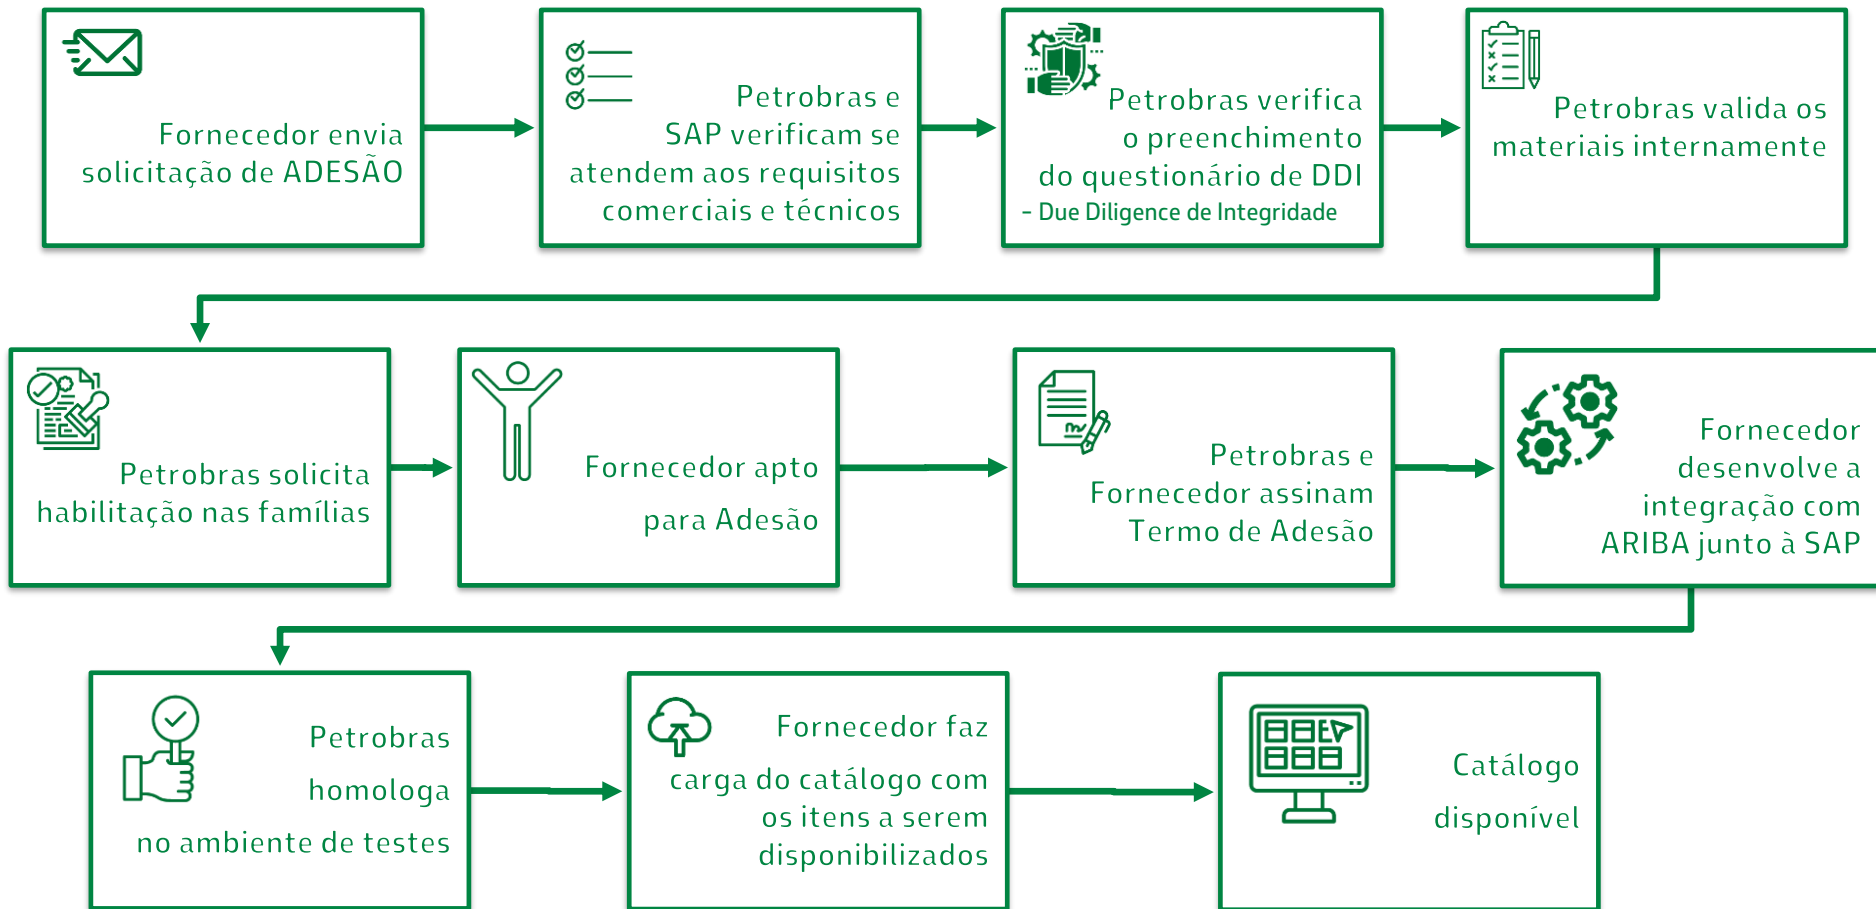 Fornecedor envia
solicitação de ADESÃO
Petrobras e
SAP verificam se
atendem aos requisitos
comerciais e técnicos
Petrobras verifica
o preenchimento
do questionário de DDI
- Due Diligence de Integridade
Petrobras valida os
materiais internamente
Petrobras solicita
habilitação nas famílias
Fornecedor apto
para Adesão
Petrobras e
Fornecedor assinam
Termo de Adesão
Fornecedor
desenvolve a
integração com
ARIBA junto à SAP
Petrobras
homologa
no ambiente de testes
Fornecedor faz
carga do catálogo com
os itens a serem
disponibilizados
Catálogo
disponível